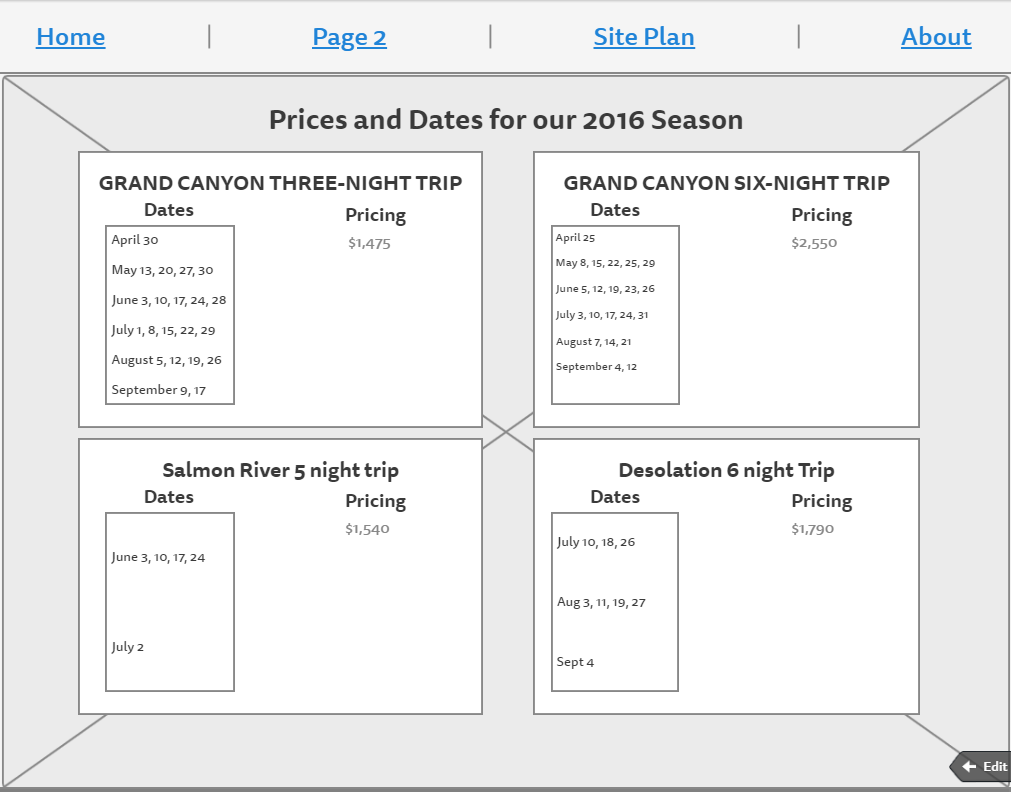 Home | Page 2 | Site Plan | About
Prices and Dates for our 2016 Season
GRAND CANYON THREE-NIGHT TRIP
Dates
Pricing
$1,475
April 30
May 13, 20, 27, 30
June 3, 10, 17, 24, 28
July 1, 8, 15, 22, 29
August 5, 12, 19, 26
September 9, 17
GRAND CANYON SIX-NIGHT TRIP
Dates
Pricing
$2,550
April 25
May 8, 15, 22, 25, 29
June 5, 12, 19, 23, 26
July 3, 10, 17, 24, 31
August 7, 14, 21
September 4, 12
Salmon River 5 night trip
Dates
Pricing
$1,540
June 3, 10, 17, 24
July 2
Desolation 6 night Trip
Dates
Pricing
$1,790
July 10, 18, 26
Aug 3, 11, 19, 27
Sept 4
Edit